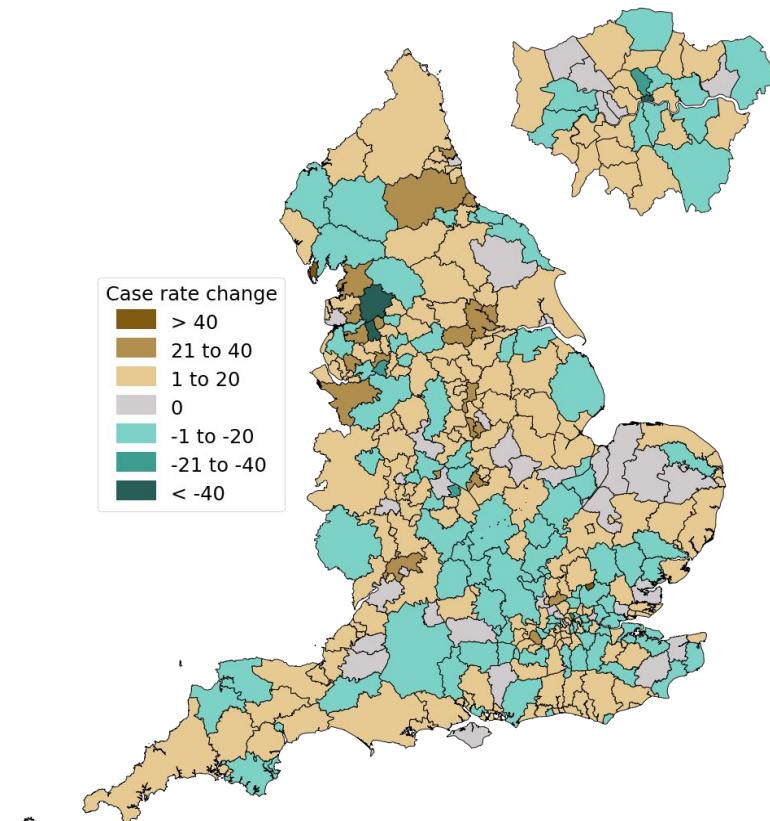 Case rate change
> 40
21 to 40
1 to 20
0
-1 to -20
-21 to -40
< -40